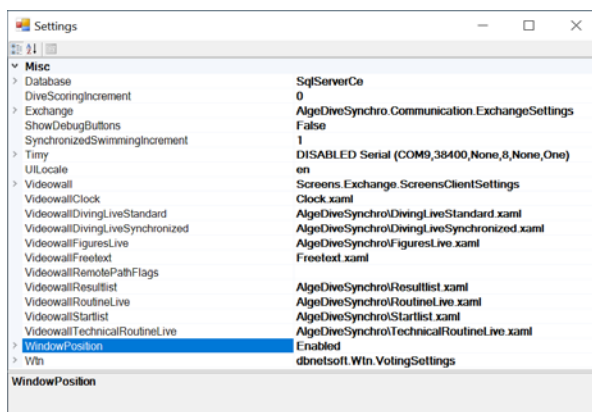 Settings
Misc
Database SqlServerCe
DiveScoringIncrement 0
Exchange AlgeDiveSynchro.Communication.ExchangeSettings
ShowDebugButtons False
SynchronizedSwimmingIncrement 1
Timy DISABLED Serial (COM9,38400,None,8,None,One)
UILocale en
Videowall Screens.Exchange.ScreensClientSettings
VideowallClock Clock.xaml
VideowallDivingLiveStandard AlgeDiveSynchro\DivingLiveStandard.xaml
VideowallDivingLiveSynchronized AlgeDiveSynchro\DivingLiveSynchronized.xaml
VideowallFiguresLive AlgeDiveSynchro\FiguresLive.xaml
VideowallFreetext Freetext.xaml
VideowallRemotePathFlags
VideowallResultlist AlgeDiveSynchro\Resultlist.xaml
VideowallRoutineLive AlgeDiveSynchro\RoutineLive.xaml
VideowallStartlist AlgeDiveSynchro\Startlist.xaml
VideowallTechnicalRoutineLive AlgeDiveSynchro\TechnicalRoutineLive.xaml
WindowPosition Enabled
Wtn dbnetsoft.Wtn.VotingSettings
WindowPosition